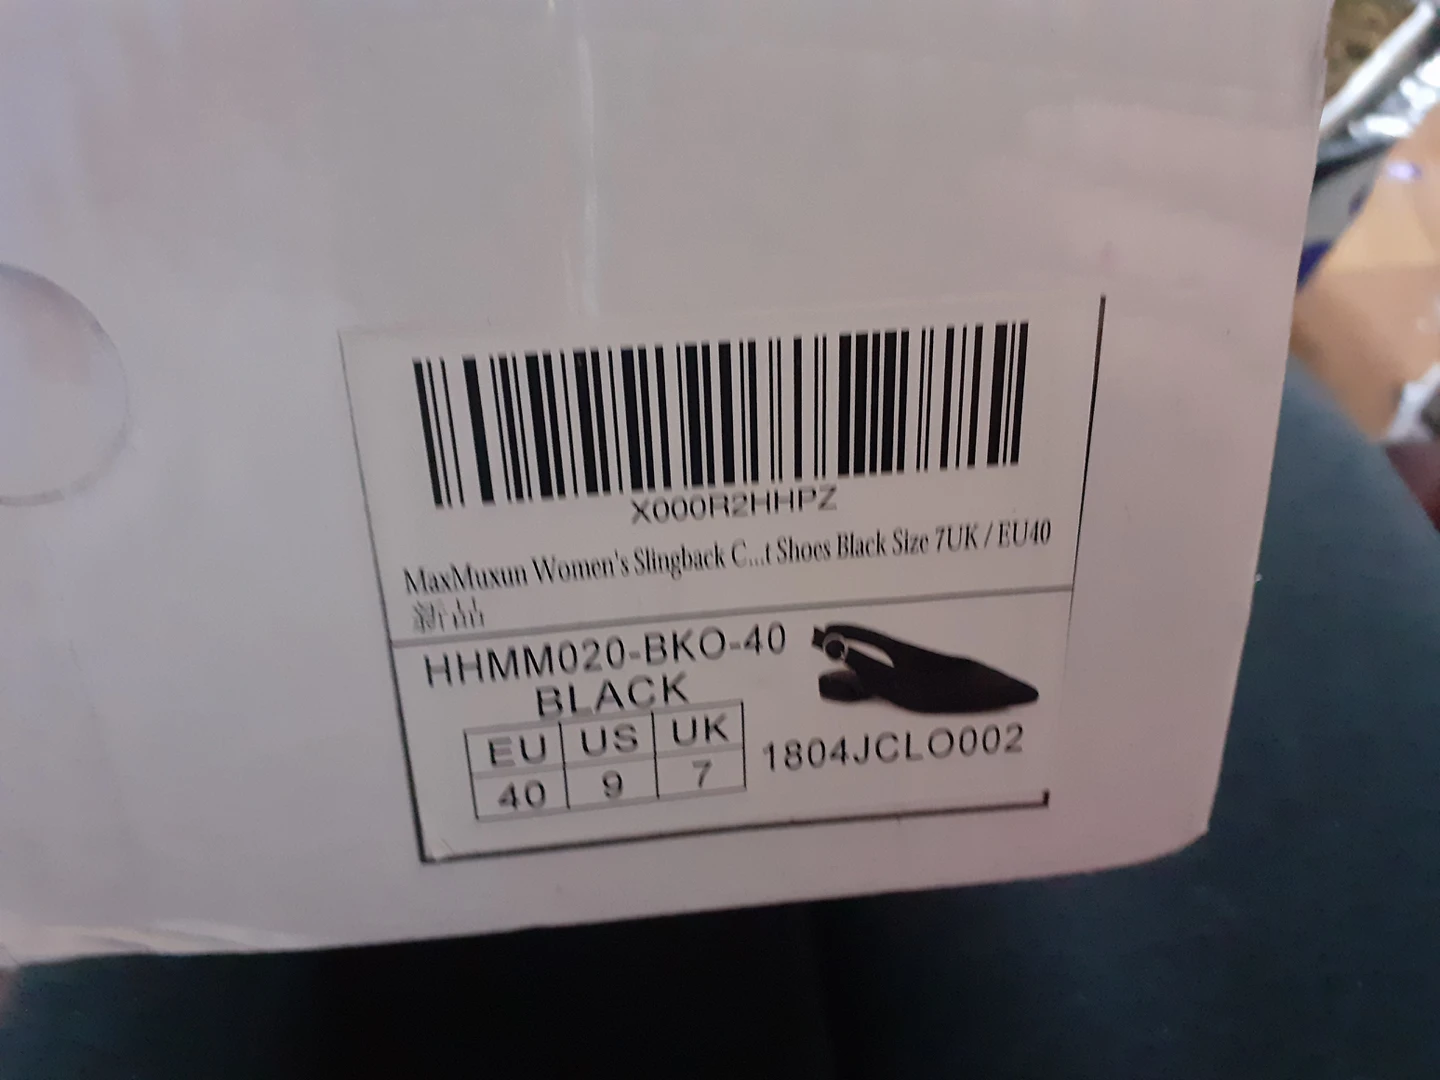 X000R2HHPZ
MaxMuxun Women's Slingback C...t Shoes Black Size 7UK / EU40
新品
HHMM020-BKO-40
BLACK
EU US UK
40 9 7
1804JCLO002